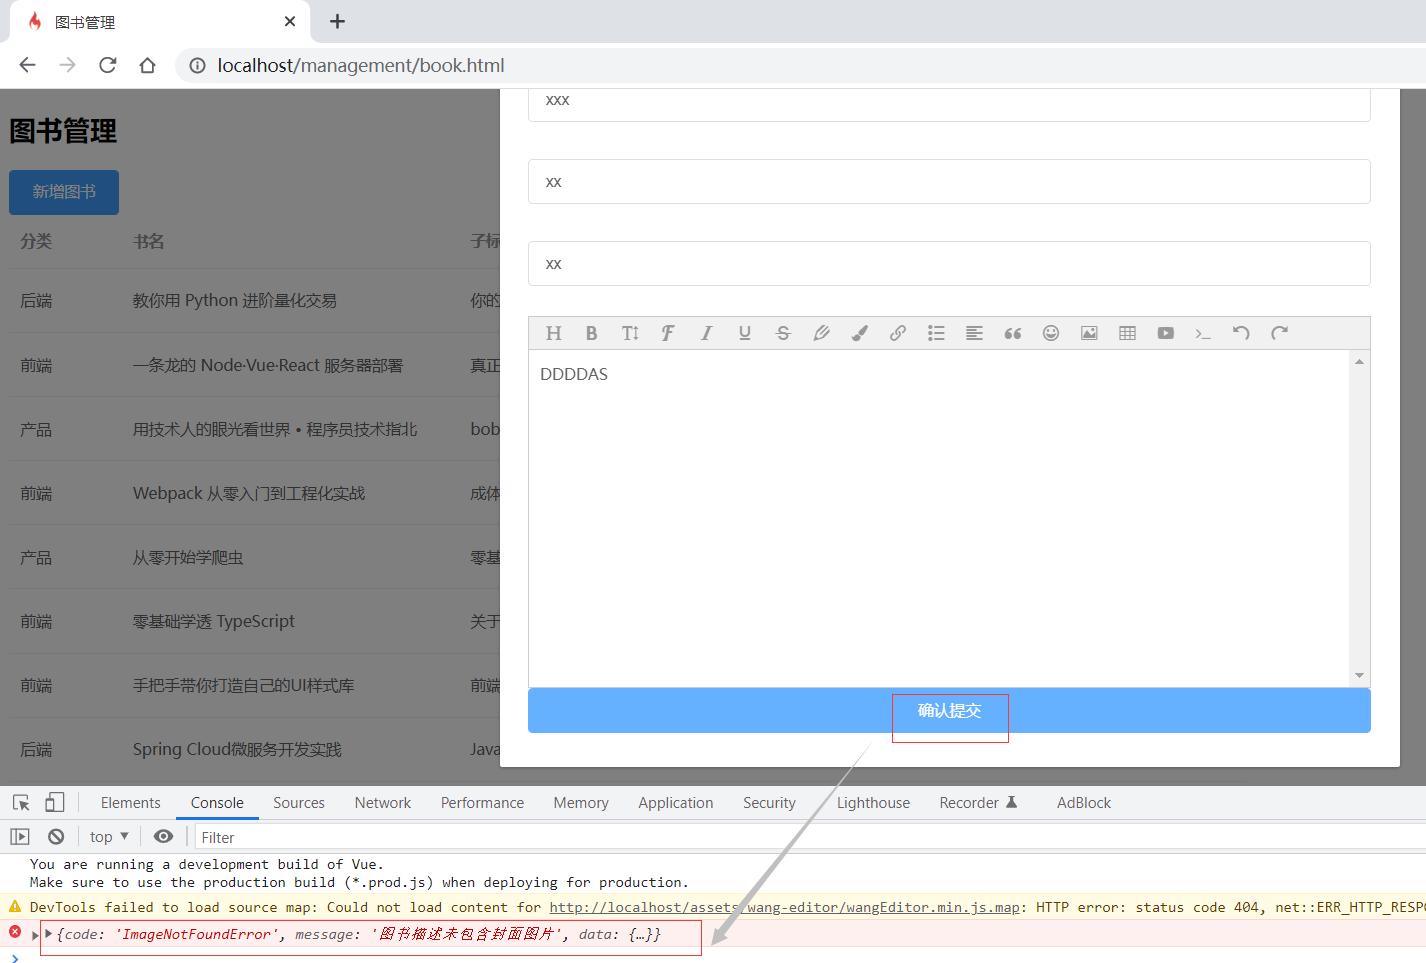 图书管理
localhost/management/book.html
图书管理
新增图书
分类 书名 子标
后端 教你用 Python 进阶量化交易 你的
前端 一条龙的 Node·Vue·React 服务器部署 真正
产品 用技术人的眼光看世界 • 程序员技术指北 bob
前端 Webpack 从零入门到工程化实战 成体
产品 从零开始学爬虫 零基
前端 零基础学透 TypeScript 关于
前端 手把手带你打造自己的UI样式库 前端
后端 Spring Cloud微服务开发实践 Java
xxx
xx
xx
DDDDAS
确认提交
Elements Console Sources Network Performance Memory Application Security Lighthouse Recorder AdBlock
top Filter
You are running a development build of Vue.
Make sure to use the production build (*.prod.js) when deploying for production.
DevTools failed to load source map: Could not load content for http://localhost/assets/wang-editor/wangEditor.min.js.map: HTTP error: status code 404, net::ERR_HTTP_RESPO
{code: 'ImageNotFoundError', message: '图书描述未包含封面图片', data: {…}}